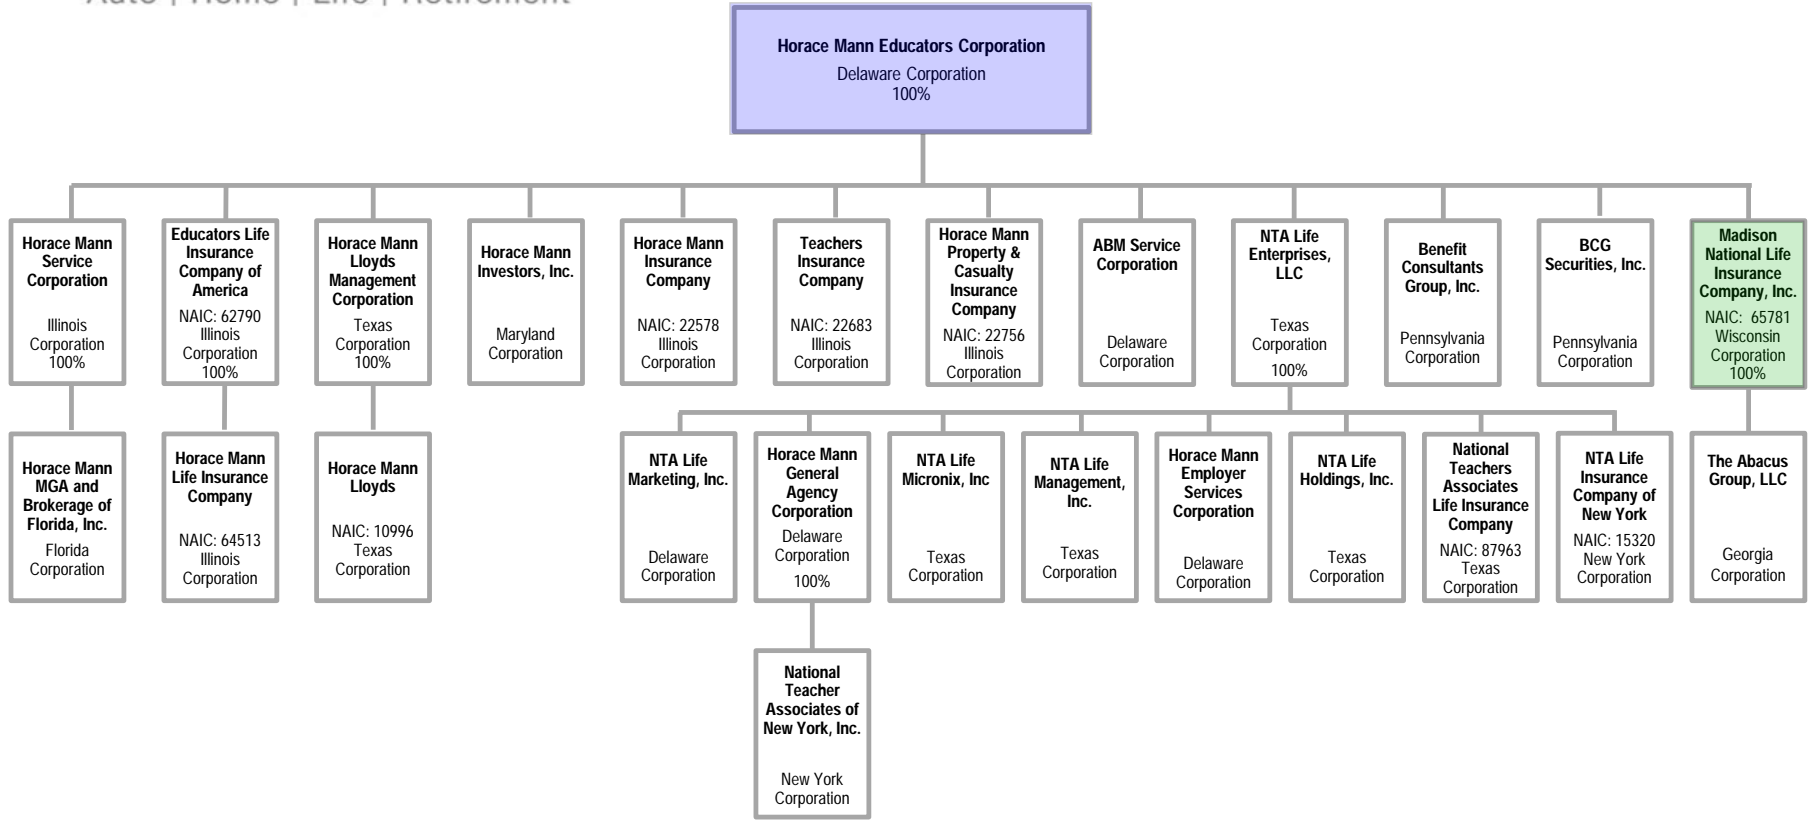 Auto | Home | Life | Retirement
Horace Mann Educators Corporation
Delaware Corporation
100%
Horace Mann
Service
Corporation
Illinois
Corporation
100%
Educators Life
Insurance
Company of
America
NAIC: 62790
Illinois
Corporation
100%
Horace Mann
Lloyds
Management
Corporation
Texas
Corporation
100%
Horace Mann
Investors, Inc.
Maryland
Corporation
Horace Mann
Insurance
Company
NAIC: 22578
Illinois
Corporation
Teachers
Insurance
Company
NAIC: 22683
Illinois
Corporation
Horace Mann
Property &
Casualty
Insurance
Company
NAIC: 22756
Illinois
Corporation
ABM Service
Corporation
Delaware
Corporation
NTA Life
Enterprises,
LLC
Texas
Corporation
100%
Benefit
Consultants
Group, Inc.
Pennsylvania
Corporation
BCG
Securities, Inc.
Pennsylvania
Corporation
Madison
National Life
Insurance
Company, Inc.
NAIC: 65781
Wisconsin
Corporation
100%
Horace Mann
MGA and
Brokerage of
Florida, Inc.
Florida
Corporation
Horace Mann
Life Insurance
Company
NAIC: 64513
Illinois
Corporation
Horace Mann
Lloyds
NAIC: 10996
Texas
Corporation
NTA Life
Marketing, Inc.
Delaware
Corporation
Horace Mann
General
Agency
Corporation
Delaware
Corporation
100%
NTA Life
Micronix, Inc
Texas
Corporation
NTA Life
Management,
Inc.
Texas
Corporation
Horace Mann
Employer
Services
Corporation
Delaware
Corporation
NTA Life
Holdings, Inc.
Texas
Corporation
National
Teachers
Associates
Life Insurance
Company
NAIC: 87963
Texas
Corporation
NTA Life
Insurance
Company of
New York
NAIC: 15320
New York
Corporation
The Abacus
Group, LLC
Georgia
Corporation
National
Teacher
Associates of
New York, Inc.
New York
Corporation